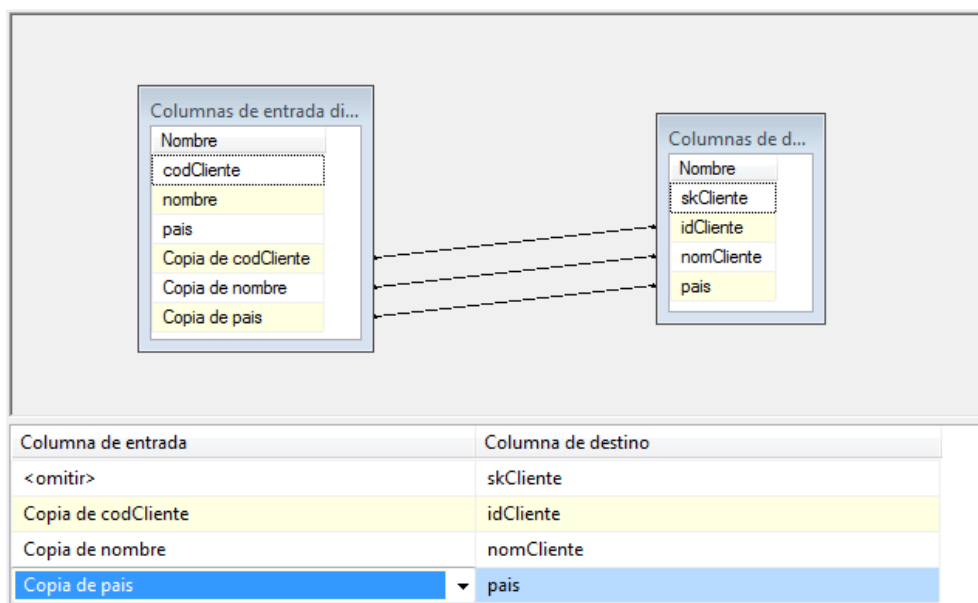 Columnas de entrada di...
Nombre
codCliente
nombre
pais
Copia de codCliente
Copia de nombre
Copia de pais
Columnas de d...
Nombre
skCliente
idCliente
nomCliente
pais
Columna de entrada Columna de destino
<omitir> skCliente
Copia de codCliente idCliente
Copia de nombre nomCliente
Copia de pais pais